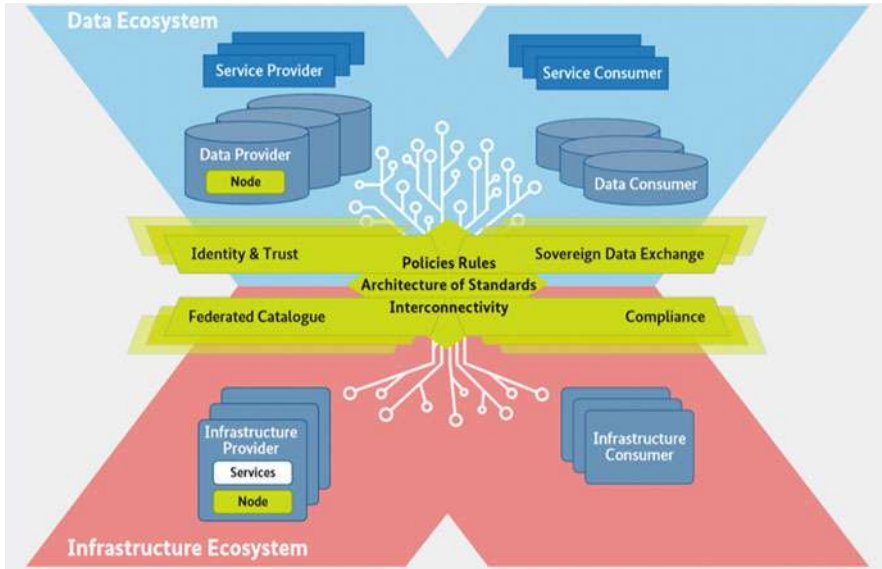 Data Ecosystem
Service Provider
Service Consumer
Data Provider
Node
Data Consumer
Identity & Trust
Policies Rules
Sovereign Data Exchange
Architecture of Standards
Federated Catalogue
Interconnectivity
Compliance
Infrastructure
Provider
Services
Node
Infrastructure
Consumer
Infrastructure Ecosystem